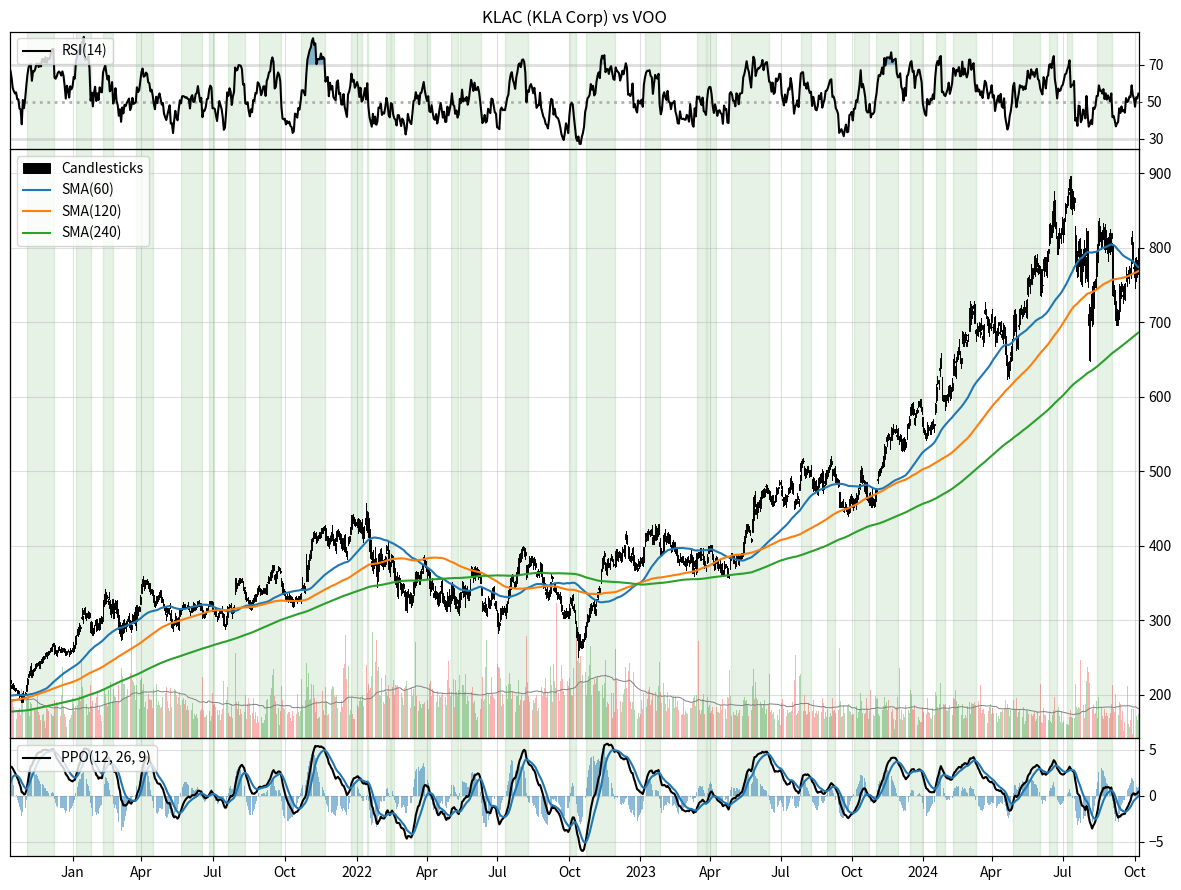 KLAC (KLA Corp) vs VOO
RSI(14)
70
50
30
Candlesticks
SMA(60)
SMA(120)
SMA(240)
900
800
700
600
500
400
300
200
PPO(12, 26, 9)
5
0
−5
Jan Apr Jul Oct 2022 Apr Jul Oct 2023 Apr Jul Oct 2024 Apr Jul Oct